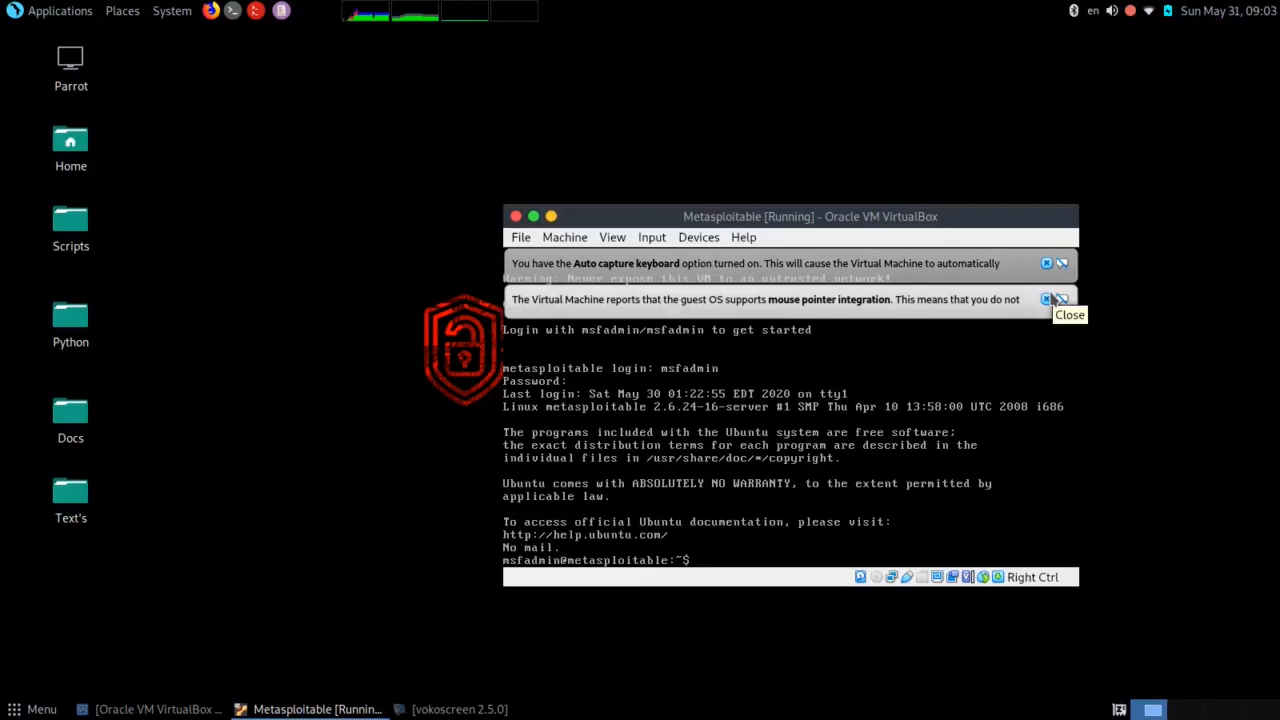 Applications Places System
en
Sun May 31, 09:03
Parrot
Home
Scripts
Python
Docs
Text's
Metasploitable [Running] - Oracle VM VirtualBox
File Machine View Input Devices Help
You have the Auto capture keyboard option turned on. This will cause the Virtual Machine to automatically
Warning: Never expose this VM to an untrusted network!
The Virtual Machine reports that the guest OS supports mouse pointer integration. This means that you do not
Close
Login with msfadmin/msfadmin to get started
metasploitable login: msfadmin
Password:
Last login: Sat May 30 01:22:55 EDT 2020 on tty1
Linux metasploitable 2.6.24-16-server #1 SMP Thu Apr 10 13:58:00 UTC 2008 i686
The programs included with the Ubuntu system are free software;
the exact distribution terms for each program are described in the
individual files in /usr/share/doc/*/copyright.
Ubuntu comes with ABSOLUTELY NO WARRANTY, to the extent permitted by
applicable law.
To access official Ubuntu documentation, please visit:
http://help.ubuntu.com/
No mail.
msfadmin@metasploitable:~$
Right Ctrl
Menu
[Oracle VM VirtualBox ...
Metasploitable [Runnin...
[vokoscreen 2.5.0]